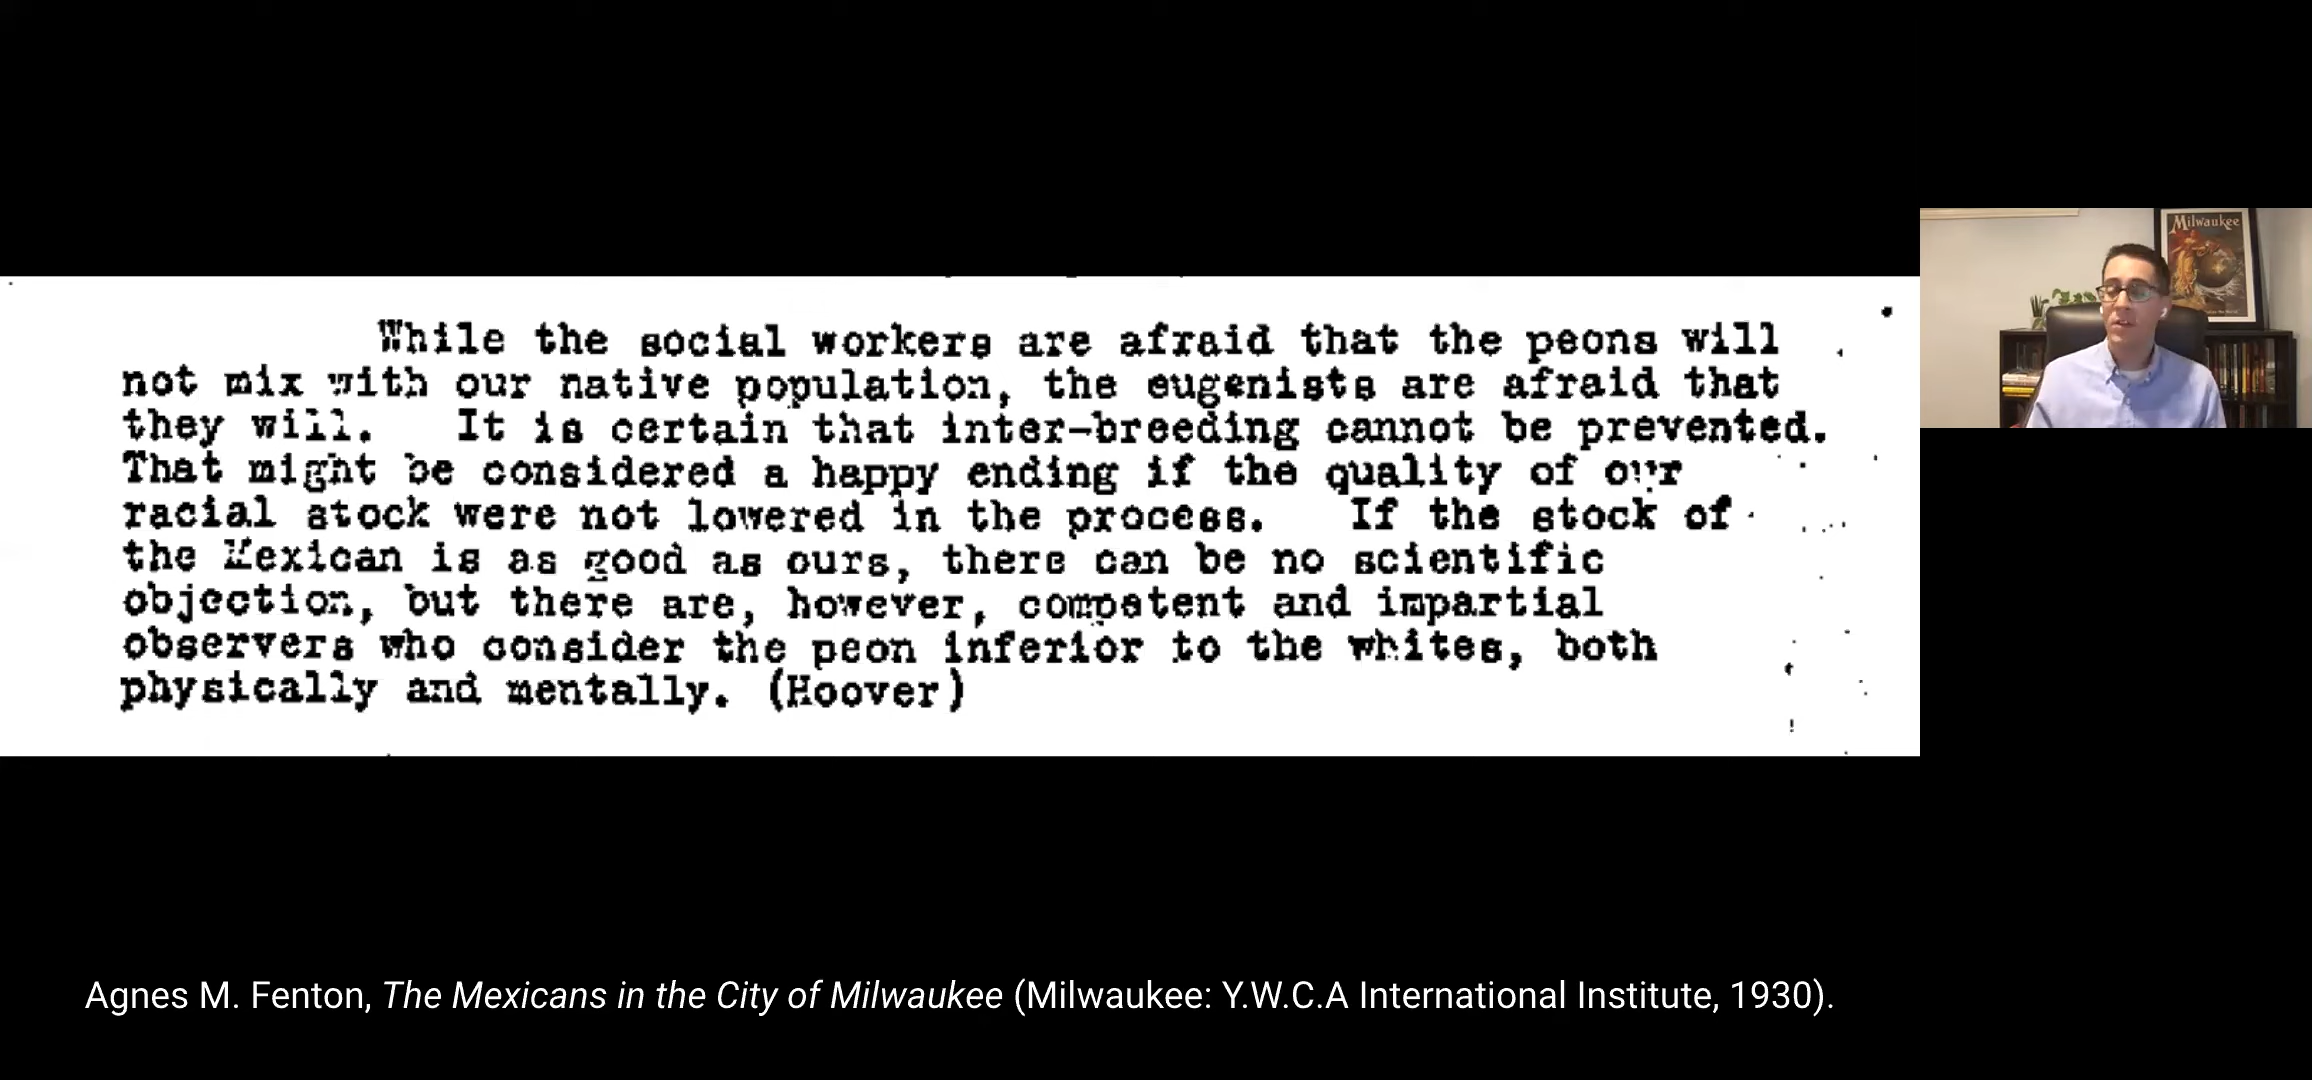 While the social workers are afraid that the peons will
not mix with our native population, the eugenists are afraid that
they will. It is certain that inter-breeding cannot be prevented.
That might be considered a happy ending if the quality of our
racial stock were not lowered in the process. If the stock of
the Mexican is as good as ours, there can be no scientific
objection, but there are, however, competent and impartial
observers who consider the peon inferior to the whites, both
physically and mentally. (Hoover)
Milwaukee
Agnes M. Fenton, The Mexicans in the City of Milwaukee (Milwaukee: Y.W.C.A International Institute, 1930).